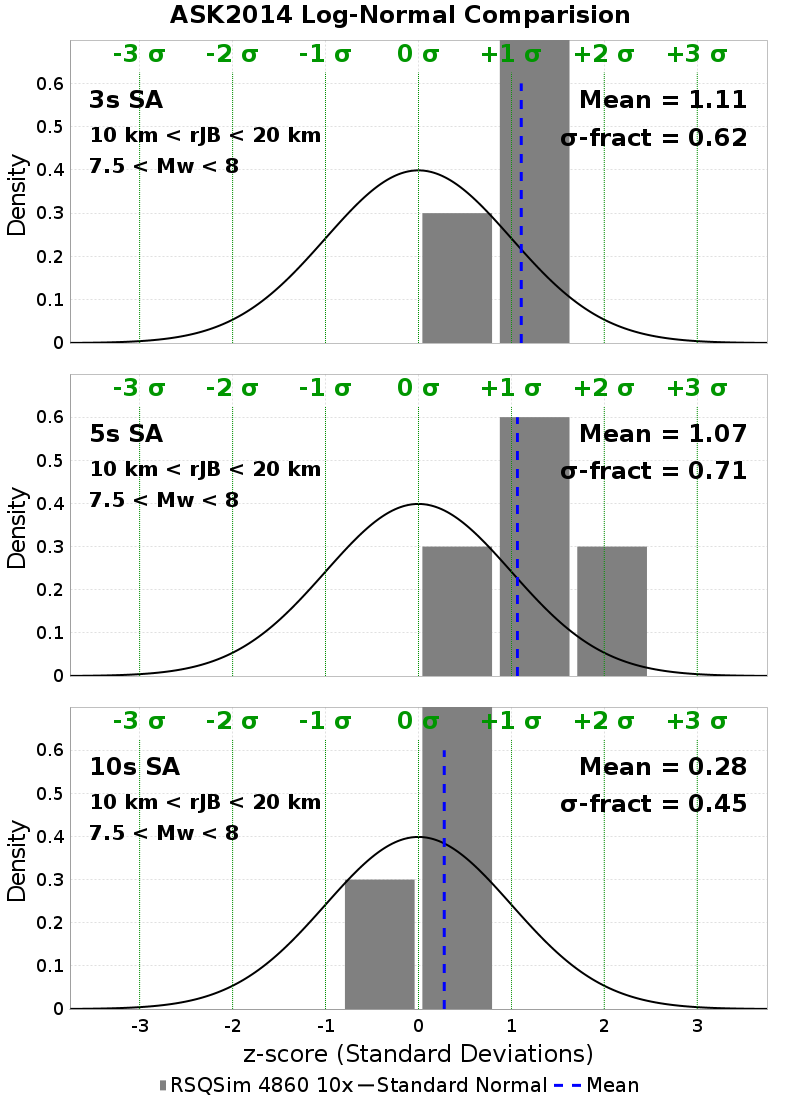 ASK2014 Log-Normal Comparision
-3 σ -2 σ -1 σ 0 σ +1 σ +2 σ +3 σ
3s SA
10 km < rJB < 20 km
7.5 < Mw < 8
Mean = 1.11
σ-fract = 0.62
Density
0.6
0.5
0.4
0.3
0.2
0.1
0
-3 σ -2 σ -1 σ 0 σ +1 σ +2 σ +3 σ
5s SA
10 km < rJB < 20 km
7.5 < Mw < 8
Mean = 1.07
σ-fract = 0.71
Density
0.6
0.5
0.4
0.3
0.2
0.1
0
-3 σ -2 σ -1 σ 0 σ +1 σ +2 σ +3 σ
10s SA
10 km < rJB < 20 km
7.5 < Mw < 8
Mean = 0.28
σ-fract = 0.45
Density
0.6
0.5
0.4
0.3
0.2
0.1
0
-3 -2 -1 0 1 2 3
z-score (Standard Deviations)
RSQSim 4860 10x Standard Normal Mean